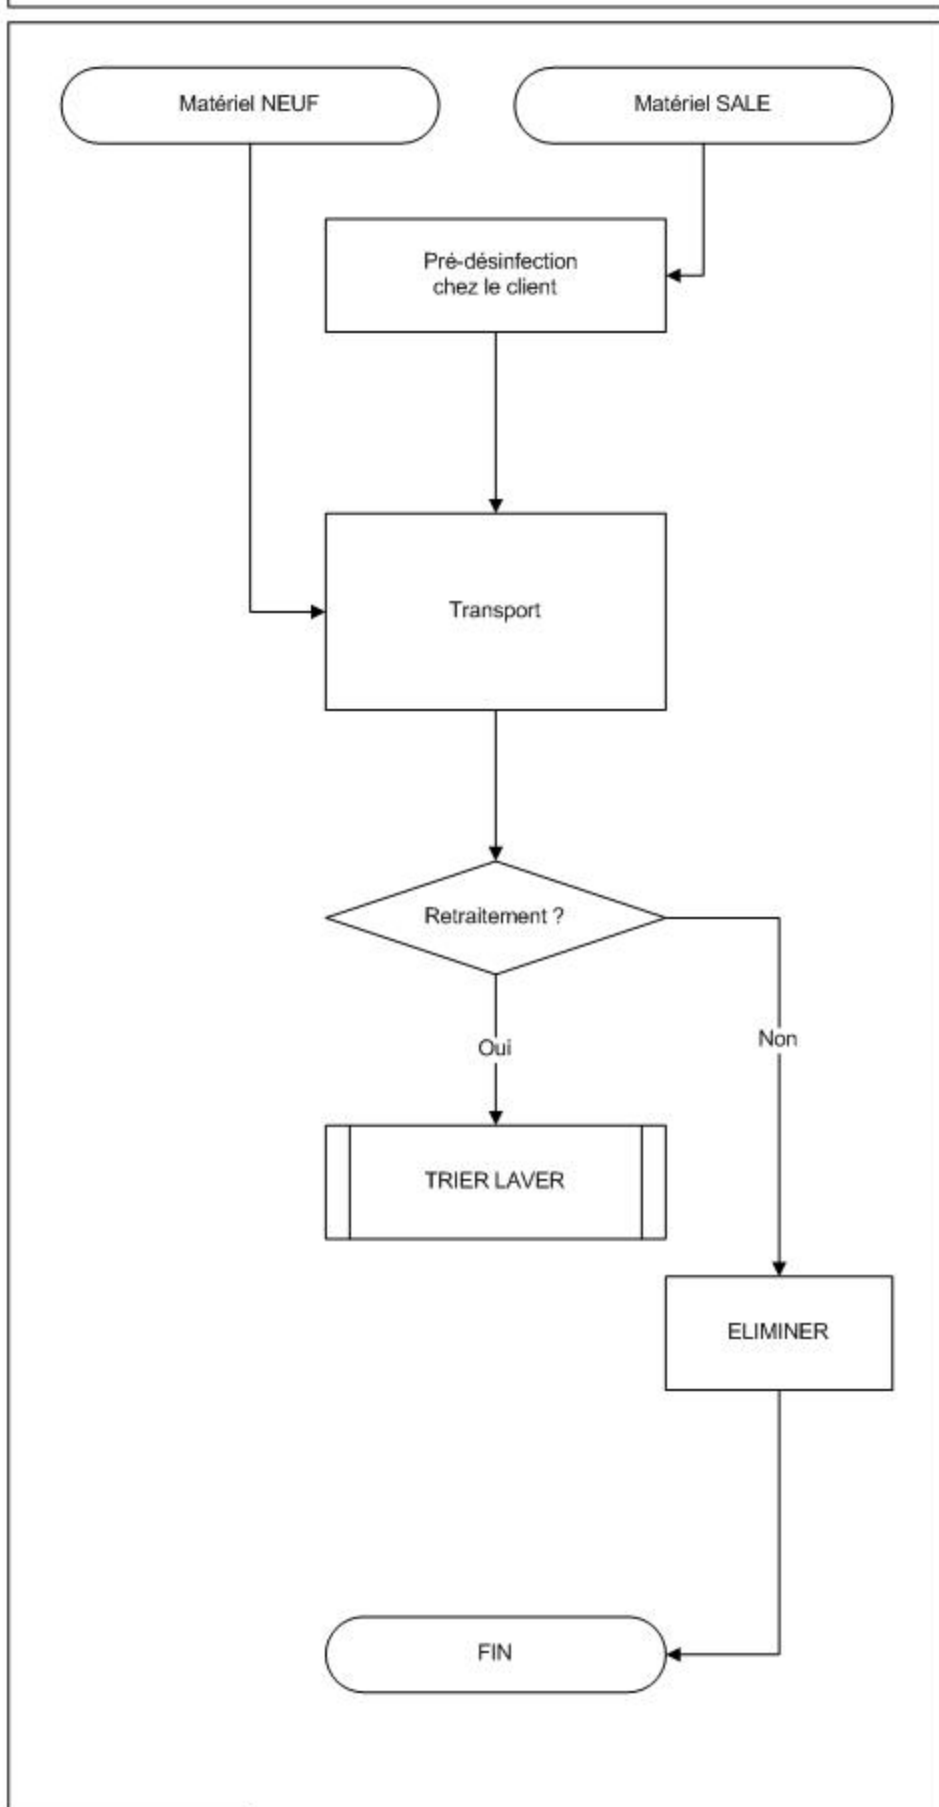 Matériel NEUF
Matériel SALE
Pré-désinfection
chez le client
Transport
Retraitement ?
Oui
Non
TRIER LAVER
ELIMINER
FIN